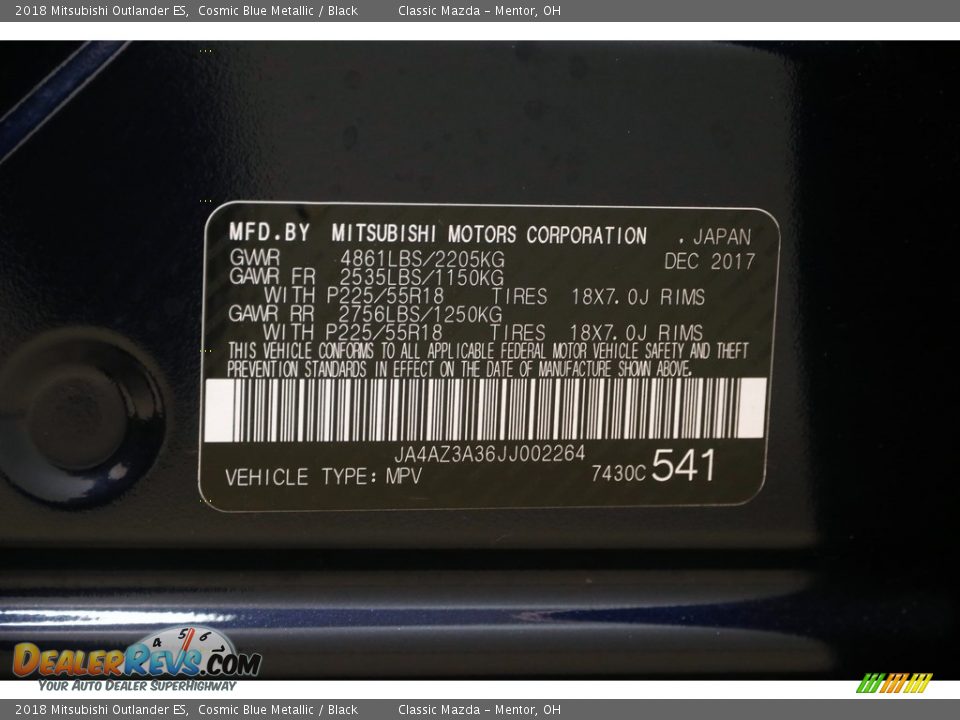 2018 Mitsubishi Outlander ES, Cosmic Blue Metallic / Black Classic Mazda - Mentor, OH
MFD.BY MITSUBISHI MOTORS CORPORATION . JAPAN
GVWR 4861LBS/2205KG DEC 2017
GAWR FR 2535LBS/1150KG
WITH P225/55R18 TIRES 18X7.0J RIMS
GAWR RR 2756LBS/1250KG
WITH P225/55R18 TIRES 18X7.0J RIMS
THIS VEHICLE CONFORMS TO ALL APPLICABLE FEDERAL MOTOR VEHICLE SAFETY AND THEFT
PREVENTION STANDARDS IN EFFECT ON THE DATE OF MANUFACTURE SHOWN ABOVE.
JA4AZ3A36JJ002264
VEHICLE TYPE: MPV 7430C 541
4 5 6 7
DEALERREVS.COM
YOUR AUTO DEALER SUPERHIGHWAY
2018 Mitsubishi Outlander ES, Cosmic Blue Metallic / Black Classic Mazda - Mentor, OH